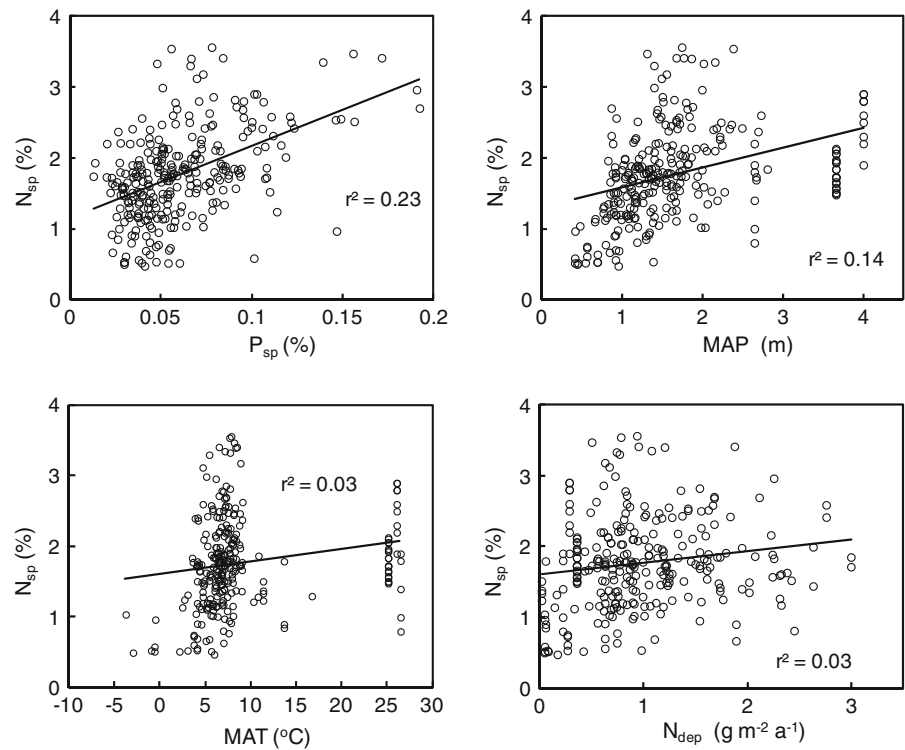 4
3
2
1
0
N_sp (%)
r² = 0.23
0 0.05 0.1 0.15 0.2
P_sp (%)
4
3
2
1
0
N_sp (%)
r² = 0.14
0 1 2 3 4
MAP (m)
4
3
2
1
0
N_sp (%)
r² = 0.03
-10 -5 0 5 10 15 20 25 30
MAT (°C)
4
3
2
1
0
N_sp (%)
r² = 0.03
0 1 2 3
N_dep (g m⁻² a⁻¹)